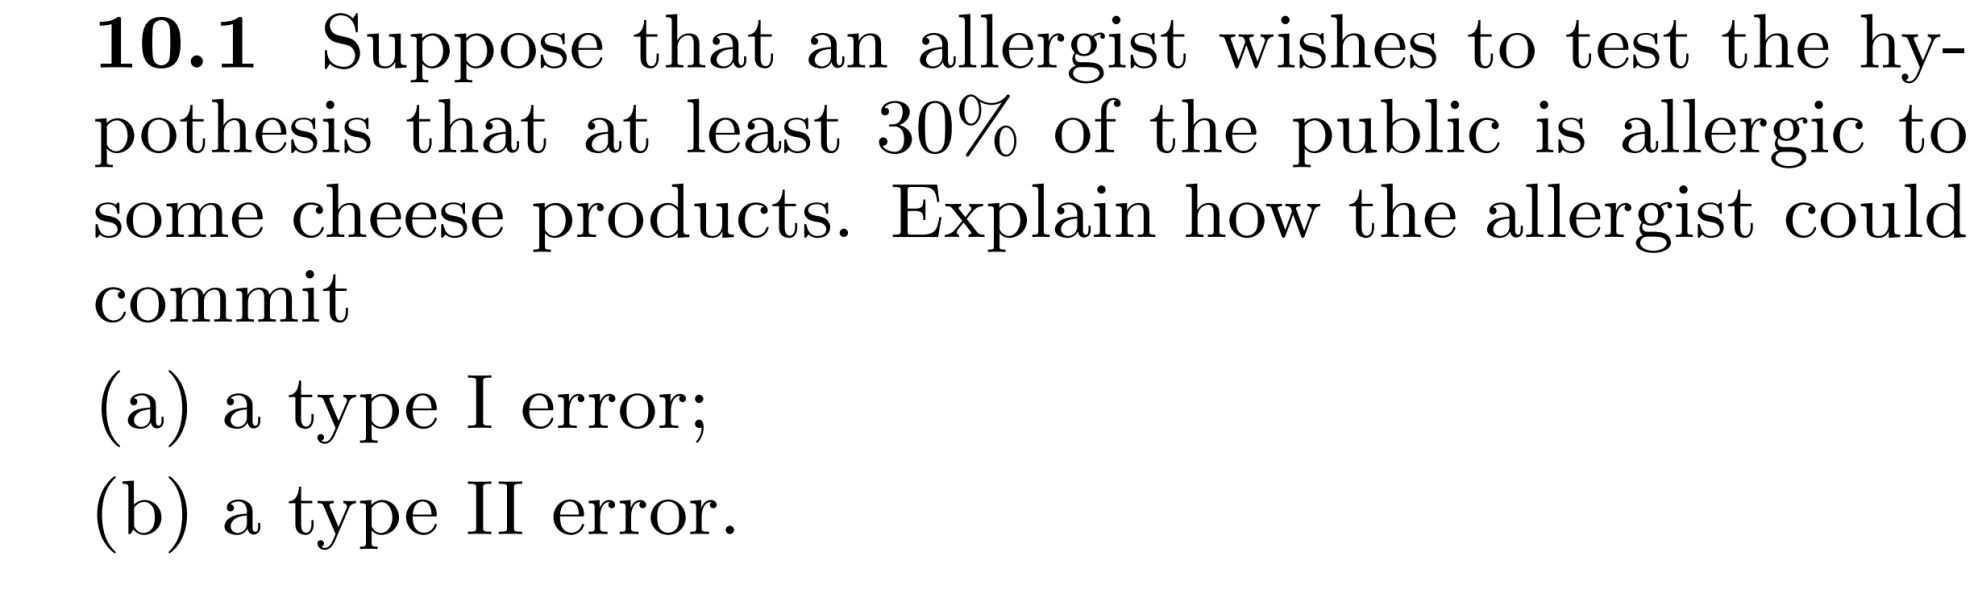 10.1 Suppose that an allergist wishes to test the hy-
pothesis that at least 30% of the public is allergic to
some cheese products. Explain how the allergist could
commit
(a) a type I error;
(b) a type II error.